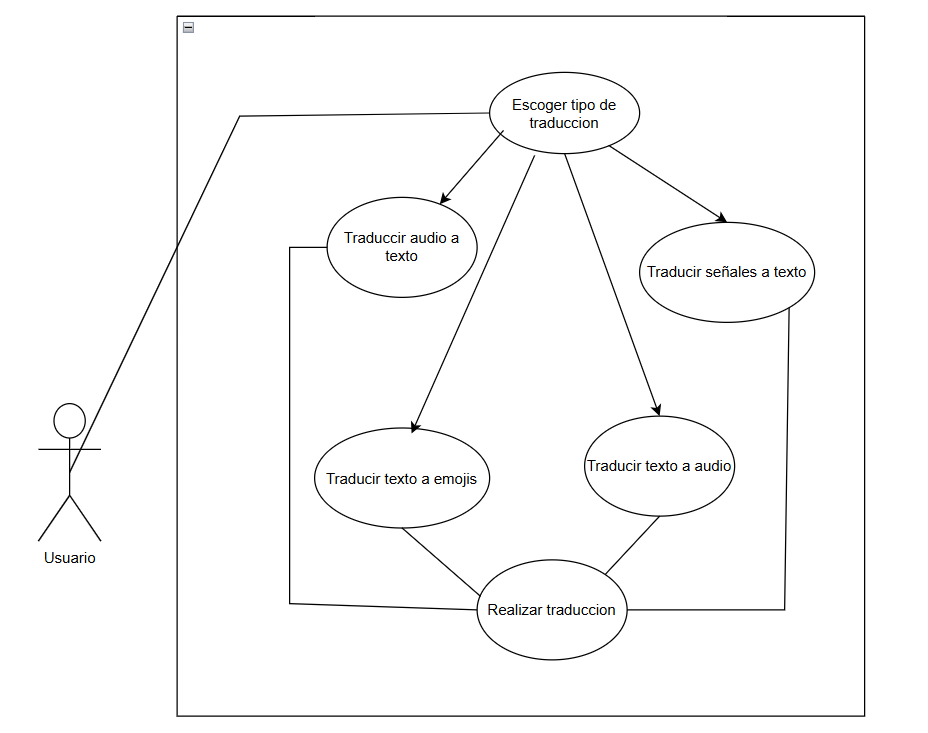 Escoger tipo de
traduccion
Traduccir audio a
texto
Traducir señales a texto
Traducir texto a emojis
Traducir texto a audio
Usuario
Realizar traduccion